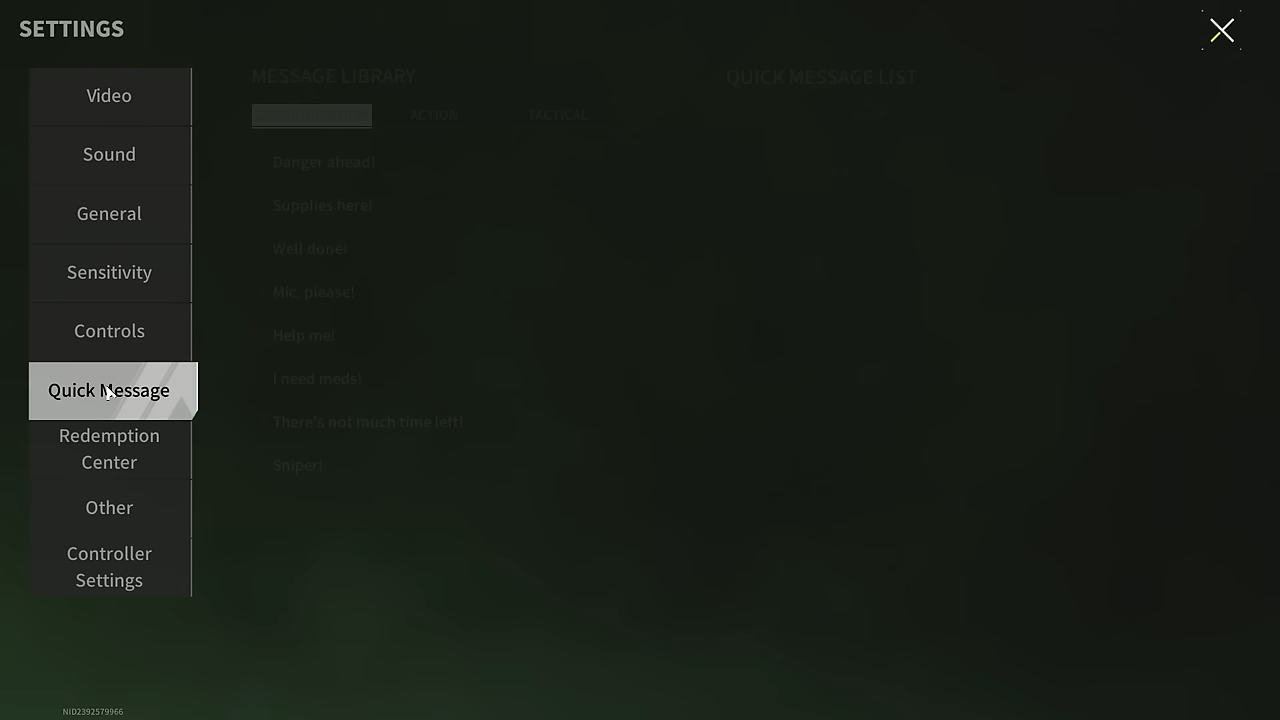 SETTINGS
Video
Sound
General
Sensitivity
Controls
Quick Message
Redemption
Center
Other
Controller
Settings
MESSAGE LIBRARY
ACTION
TACTICAL
Danger ahead!
Supplies here!
Well done!
Mic, please!
Help me!
I need meds!
There's not much time left!
Sniper!
QUICK MESSAGE LIST
NID2392579966